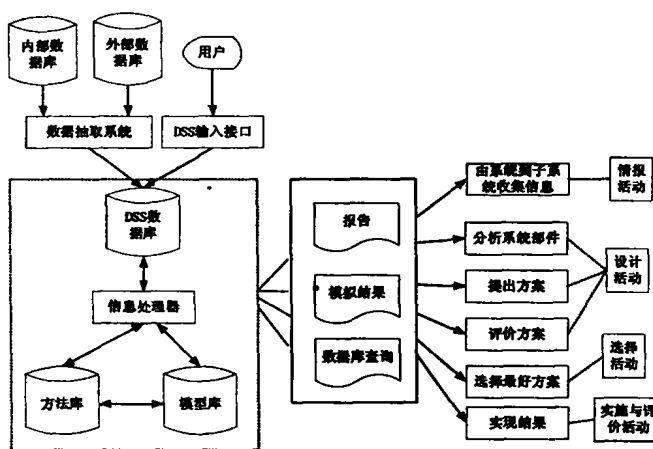 内部数
据库
外部数
据库
用户
数据抽取系统
DSS输入接口
DSS数
据库
信息处理器
方法库
模型库
报告
模拟结果
数据库查询
由系统到子系
统收集信息
分析系统部件
提出方案
评价方案
选择最好方案
实现结果
情报
活动
设计
活动
选择
活动
实施与评
价活动